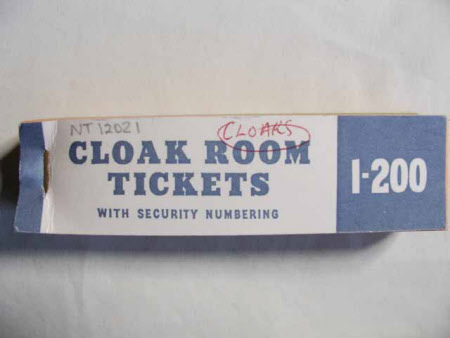 NT 12021
CLOAKS
CLOAK ROOM
TICKETS
WITH SECURITY NUMBERING
1-200